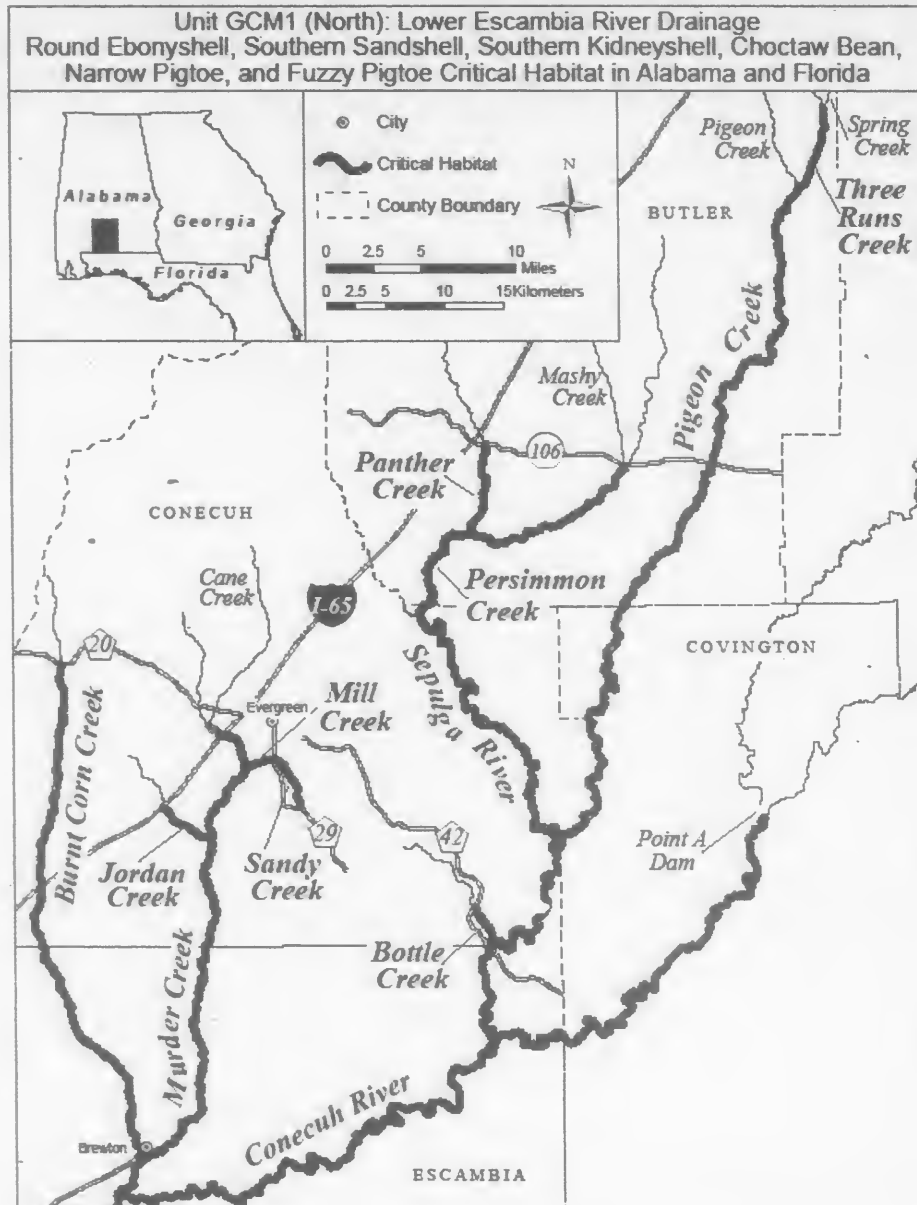 Unit GCM1 (North): Lower Escambia River Drainage
Round Ebonyshell, Southern Sandshell, Southern Kidneyshell, Choctaw Bean,
Narrow Pigtoe, and Fuzzy Pigtoe Critical Habitat in Alabama and Florida
Alabama
Georgia
Florida
City
Critical Habitat
County Boundary
N
0 2.5 5 10
Miles
0 2.5 5 10 15 Kilometers
Pigeon
Creek
Spring
Creek
Three
Runs
Creek
BUTLER
Pigeon Creek
Mashy
Creek
106
Panther
Creek
CONECUH
Cane
Creek
I-65
Persimmon
Creek
COVINGTON
20
Evergreen
Mill
Creek
Sepulga River
Burnt Corn Creek
Jordan
Creek
Sandy
Creek
29
42
Point A
Dam
Bottle
Creek
Murder Creek
Conecuh River
Brewton
ESCAMBIA